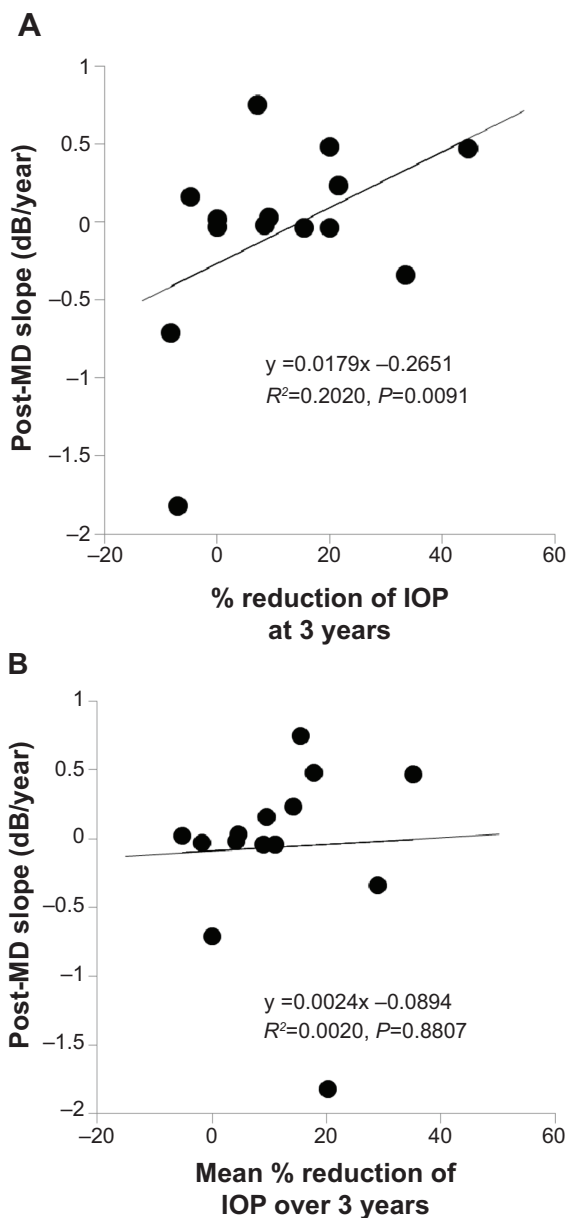 A
1
0.5
0
–0.5
–1
–1.5
–2
Post-MD slope (dB/year)
y =0.0179x –0.2651
R²=0.2020, P=0.0091
–20 0 20 40 60
% reduction of IOP
at 3 years
B
1
0.5
0
–0.5
–1
–1.5
–2
Post-MD slope (dB/year)
y =0.0024x –0.0894
R²=0.0020, P=0.8807
–20 0 20 40 60
Mean % reduction of
IOP over 3 years